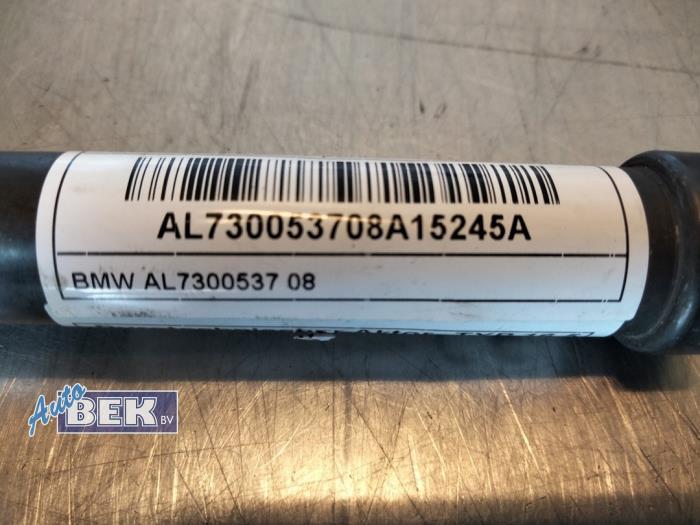 AL730053708A15245A
BMW AL7300537 08
Auto
BEK BV